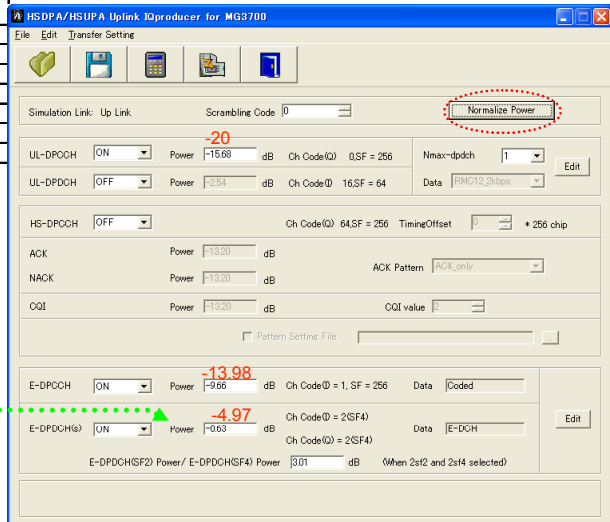 HSDPA/HSUPA Uplink IQproducer for MG3700
File Edit Transfer Setting
Simulation Link: Up Link Scrambling Code 0 Normalize Power
-20
UL-DPCCH ON Power -15.68 dB Ch Code(Q) 0,SF = 256 Nmax-dpdch 1 Edit
UL-DPDCH OFF Power -2.54 dB Ch Code(I) 16,SF = 64 Data RMC12_2kbps
HS-DPCCH OFF Ch Code(Q) 64,SF = 256 TimingOffset 0 * 256 chip
ACK Power -13.20 dB ACK Pattern ACK_only
NACK Power -13.20 dB
CQI Power -13.20 dB CQI value 2
Pattern Setting File ...
-13.98
E-DPCCH ON Power -9.66 dB Ch Code(I) = 1, SF = 256 Data Coded
-4.97
E-DPDCH(s) ON Power -0.63 dB Ch Code(I) = 2(SF4) Data E-DCH Edit
Ch Code(Q) = 2(SF4)
E-DPDCH(SF2) Power/ E-DPDCH(SF4) Power 3.01 dB (When 2sf2 and 2sf4 selected)